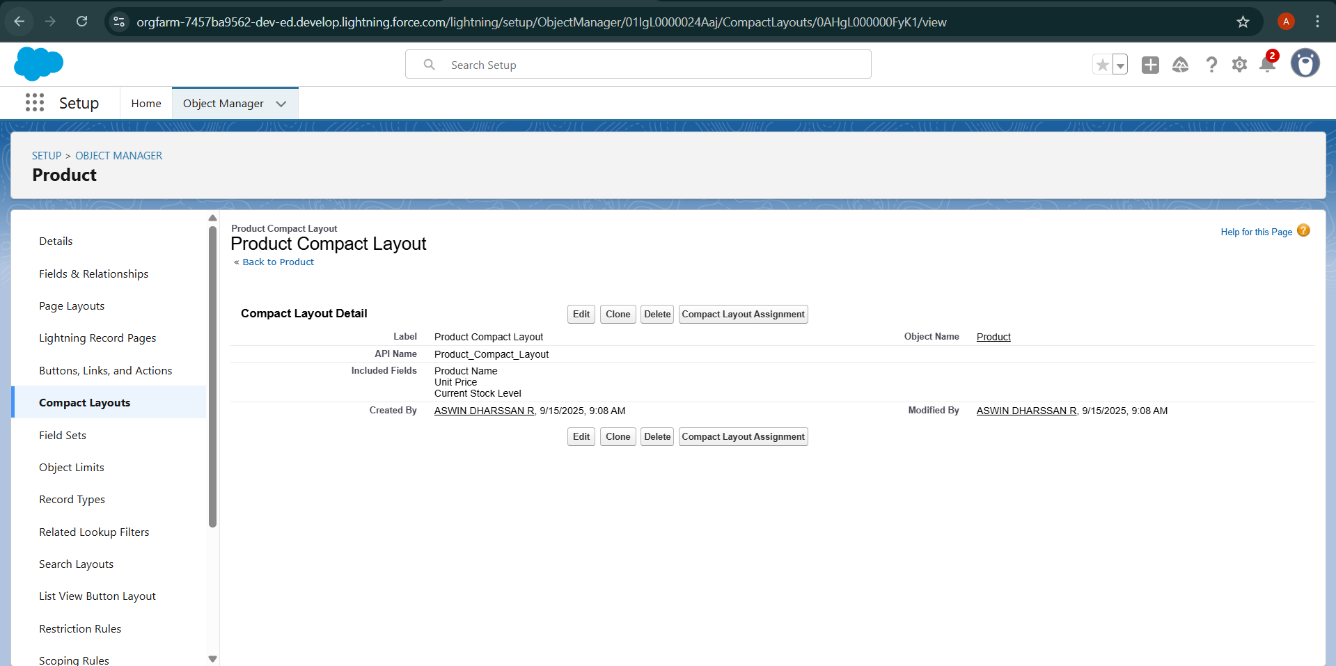 orgfarm-7457ba9562-dev-ed.develop.lightning.force.com/lightning/setup/ObjectManager/01IgL0000024Aaj/CompactLayouts/0AHgL000000FyK1/view
A
Search Setup
2
Setup
Home
Object Manager
SETUP > OBJECT MANAGER
Product
Details
Fields & Relationships
Page Layouts
Lightning Record Pages
Buttons, Links, and Actions
Compact Layouts
Field Sets
Object Limits
Record Types
Related Lookup Filters
Search Layouts
List View Button Layout
Restriction Rules
Scoping Rules
Product Compact Layout
Product Compact Layout
« Back to Product
Help for this Page ?
Compact Layout Detail
Edit Clone Delete Compact Layout Assignment
Label Product Compact Layout Object Name Product
API Name Product_Compact_Layout
Included Fields Product Name
Unit Price
Current Stock Level
Created By ASWIN DHARSSAN R, 9/15/2025, 9:08 AM Modified By ASWIN DHARSSAN R, 9/15/2025, 9:08 AM
Edit Clone Delete Compact Layout Assignment